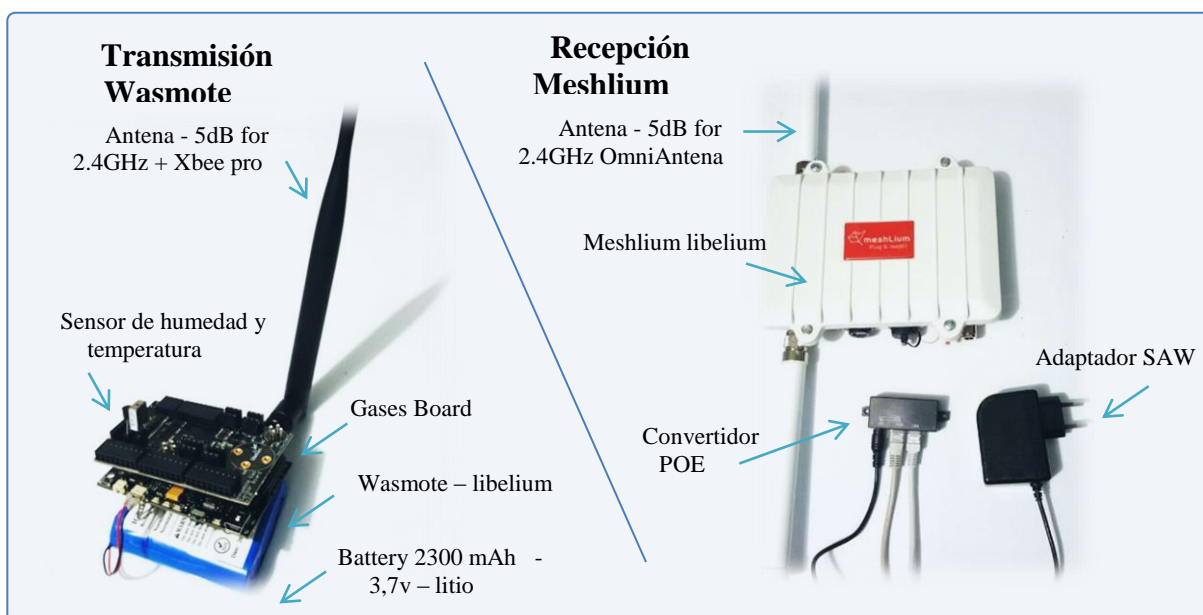 Transmisión
Wasmote
Antena - 5dB for
2.4GHz + Xbee pro
Sensor de humedad y
temperatura
Gases Board
Wasmote – libelium
Battery 2300 mAh -
3,7v – litio
Recepción
Meshlium
Antena - 5dB for
2.4GHz OmniAntena
Meshlium libelium
meshlium
Adaptador SAW
Convertidor
POE